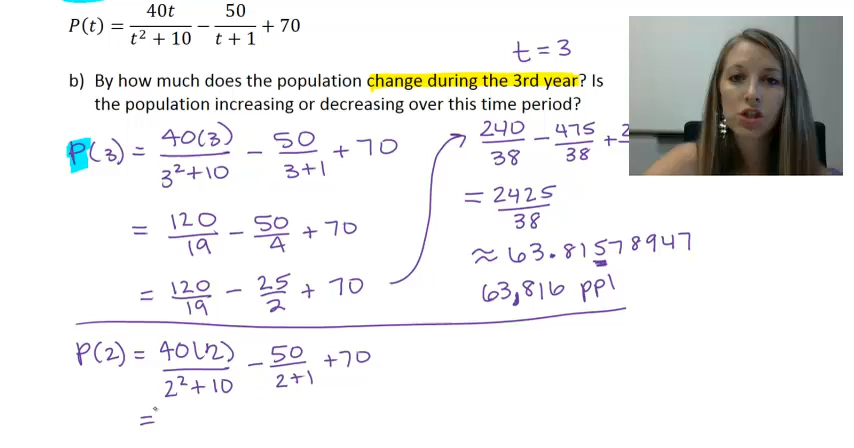 P(t) = 40t / (t² + 10) − 50 / (t + 1) + 70
t = 3
b) By how much does the population change during the 3rd year? Is
the population increasing or decreasing over this time period?
P(3) = 40(3) / (3² + 10) − 50 / (3 + 1) + 70
= 120/19 − 50/4 + 70
= 120/19 − 25/2 + 70
240/38 − 475/38 + 2
= 2425/38
≈ 63.81578947
63,816 ppl
P(2) = 40(2) / (2² + 10) − 50 / (2 + 1) + 70
=